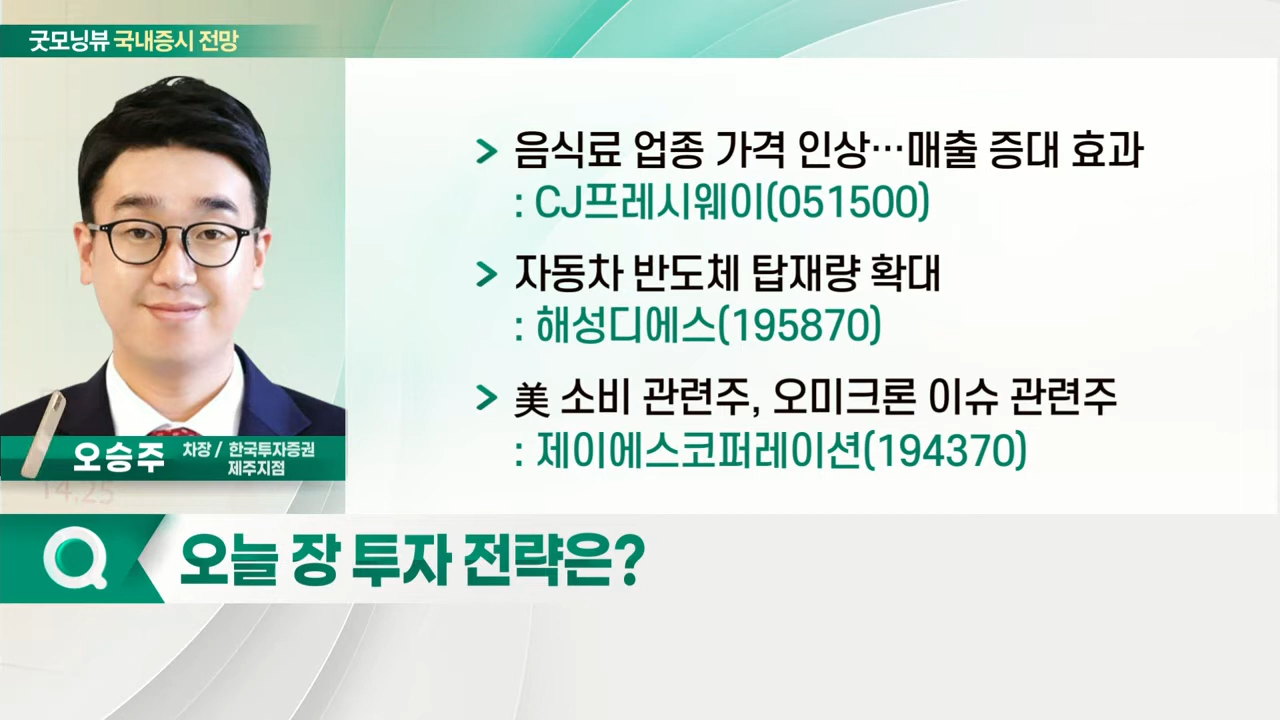 굿모닝뷰 국내증시 전망
> 음식료 업종 가격 인상…매출 증대 효과
: CJ프레시웨이(051500)
> 자동차 반도체 탑재량 확대
: 해성디에스(195870)
> 美 소비 관련주, 오미크론 이슈 관련주
: 제이에스코퍼레이션(194370)
오승주 차장 / 한국투자증권
제주지점
14.25
Q 오늘 장 투자 전략은?